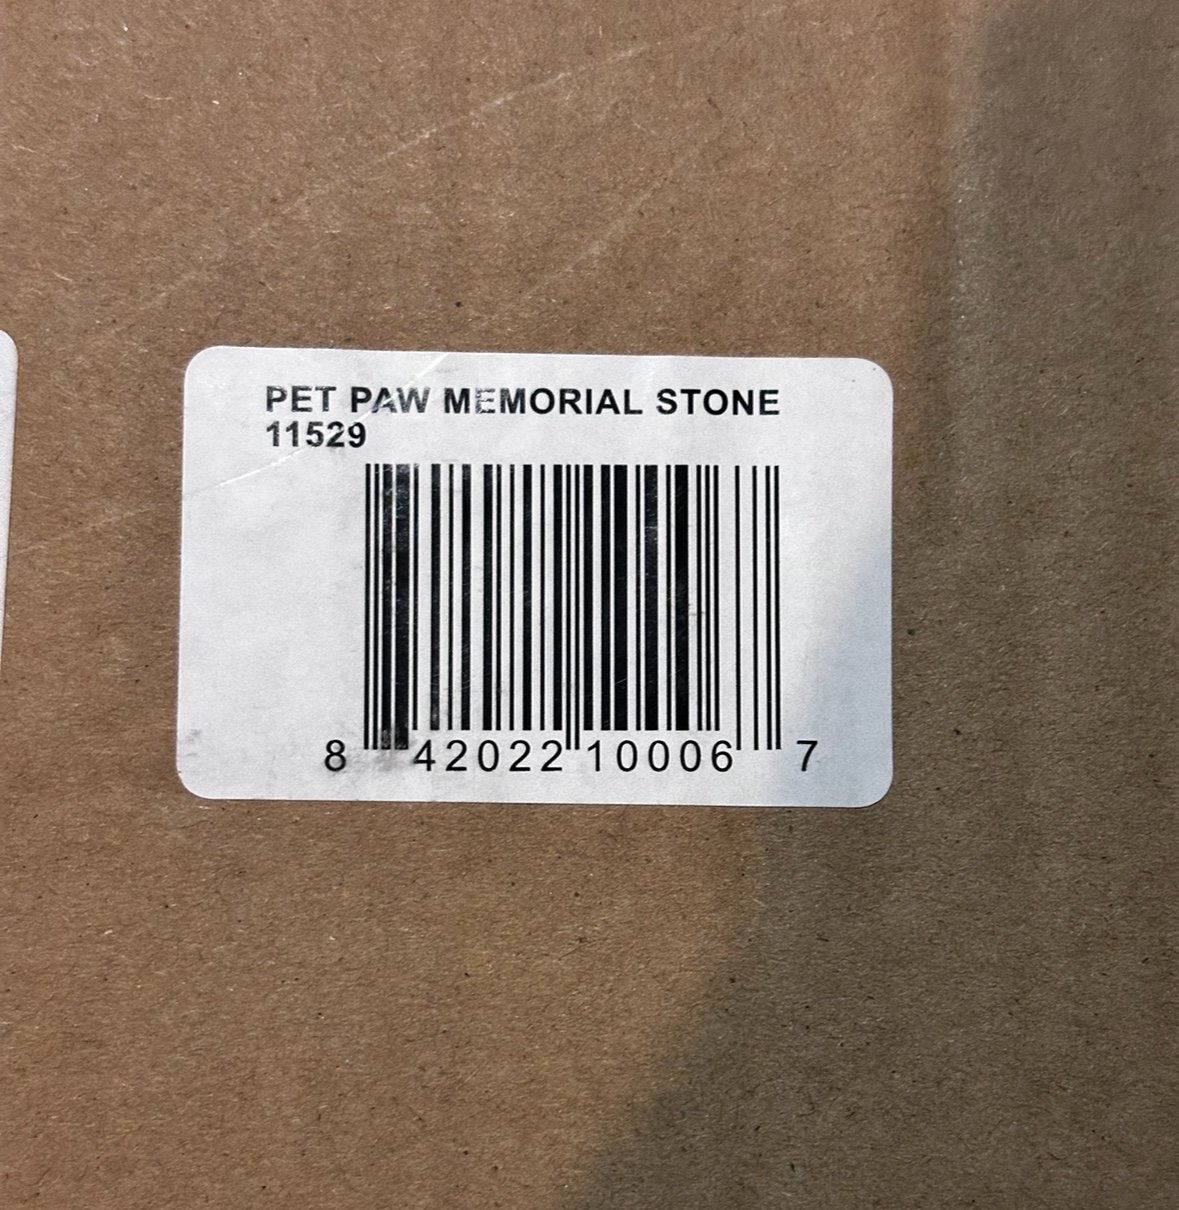 PET PAW MEMORIAL STONE
11529
8 42022 10006 7